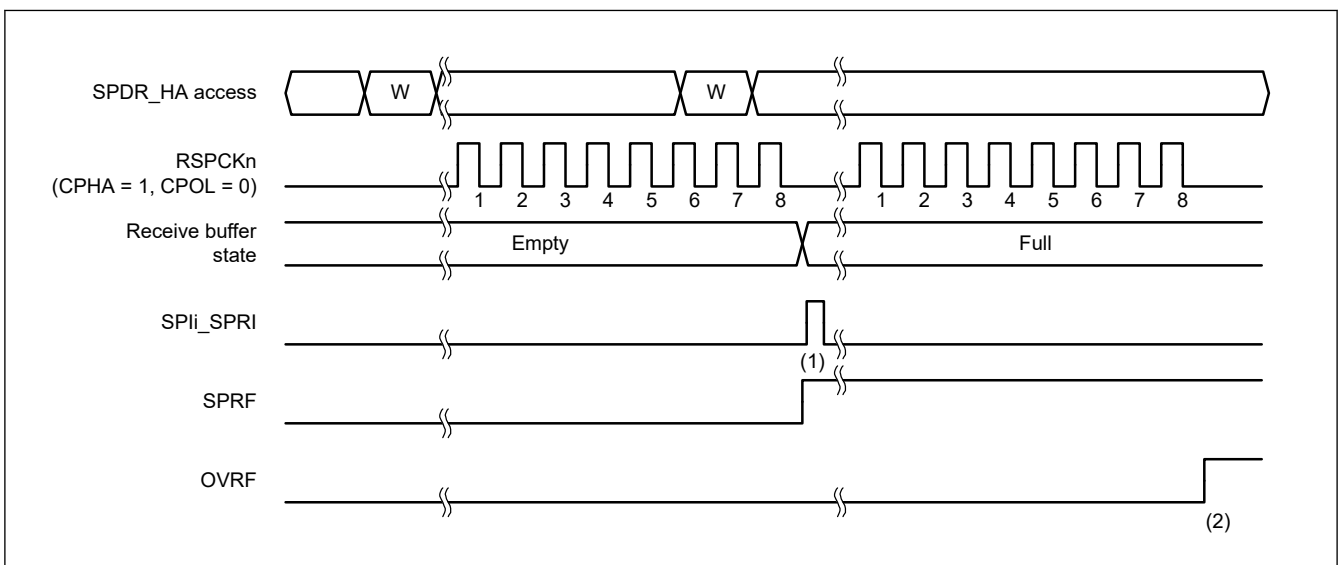 SPDR_HA access
W
W
RSPCKn
(CPHA = 1, CPOL = 0)
1 2 3 4 5 6 7 8
1 2 3 4 5 6 7 8
Receive buffer
state
Empty
Full
SPIi_SPRI
(1)
SPRF
OVRF
(2)